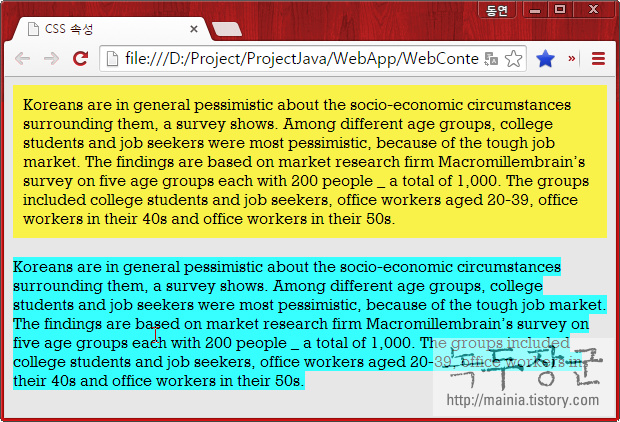 동면
CSS 속성
file:///D:/Project/ProjectJava/WebApp/WebConte
Koreans are in general pessimistic about the socio-economic circumstances
surrounding them, a survey shows. Among different age groups, college
students and job seekers were most pessimistic, because of the tough job
market. The findings are based on market research firm Macromillembrain's
survey on five age groups each with 200 people _ a total of 1,000. The groups
included college students and job seekers, office workers aged 20-39, office
workers in their 40s and office workers in their 50s.
Koreans are in general pessimistic about the socio-economic circumstances
surrounding them, a survey shows. Among different age groups, college
students and job seekers were most pessimistic, because of the tough job market.
The findings are based on market research firm Macromillembrain's survey on
five age groups each with 200 people _ a total of 1,000. The groups included
college students and job seekers, office workers aged 20-39, office workers in
their 40s and office workers in their 50s.
녹두장군
http://mainia.tistory.com